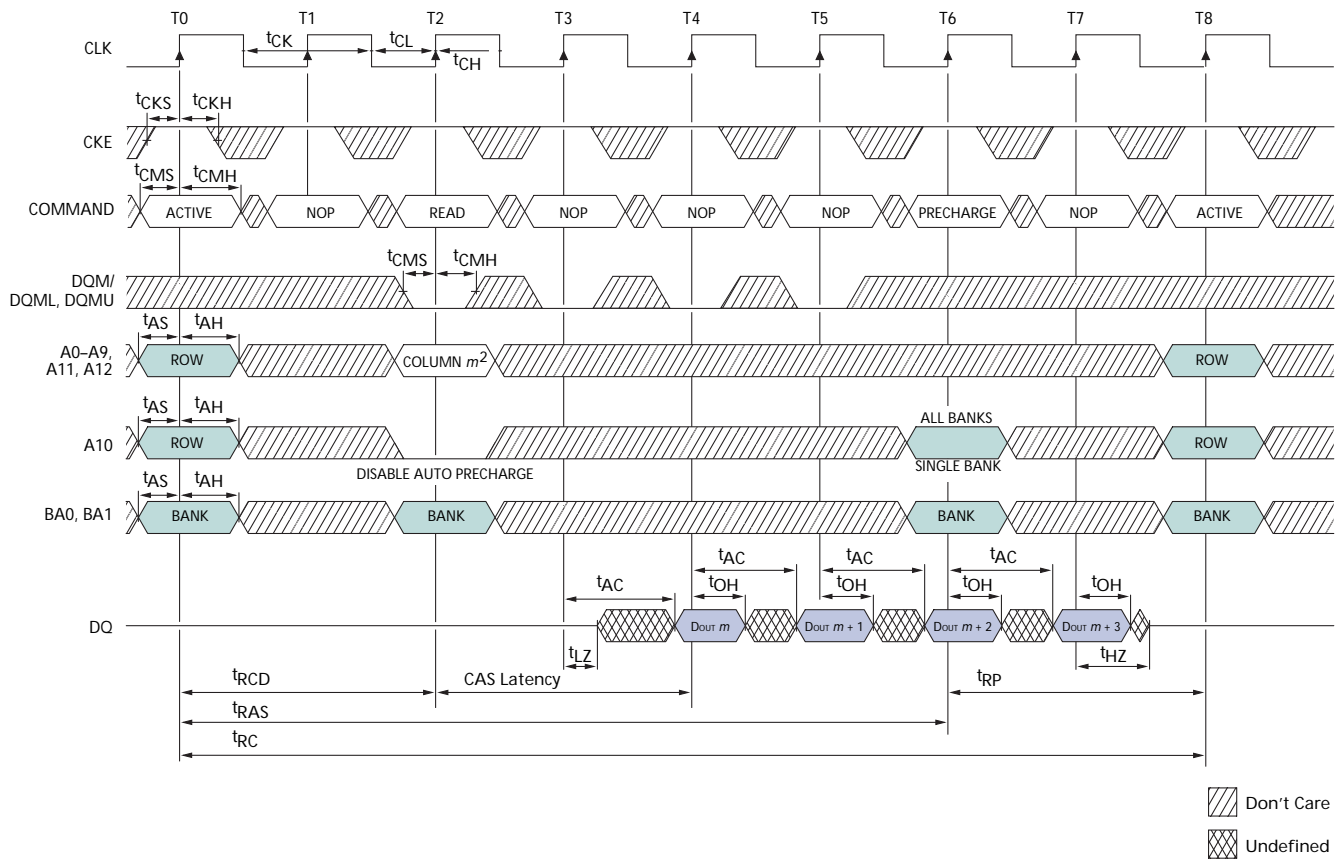 T0 T1 T2 T3 T4 T5 T6 T7 T8
CLK tCK tCL tCH
tCKS tCKH
CKE
tCMS tCMH
COMMAND ACTIVE NOP READ NOP NOP NOP PRECHARGE NOP ACTIVE
tCMS tCMH
DQM/
DQML, DQMU
tAS tAH
A0–A9,
A11, A12
ROW COLUMN m2 ROW
tAS tAH ALL BANKS
A10 ROW ROW
DISABLE AUTO PRECHARGE SINGLE BANK
tAS tAH
BA0, BA1 BANK BANK BANK BANK
tAC tAC tAC tAC
tOH tOH tOH tOH
DQ DOUT m DOUT m + 1 DOUT m + 2 DOUT m + 3
tLZ tHZ
tRCD CAS Latency tRP
tRAS
tRC
Don't Care
Undefined